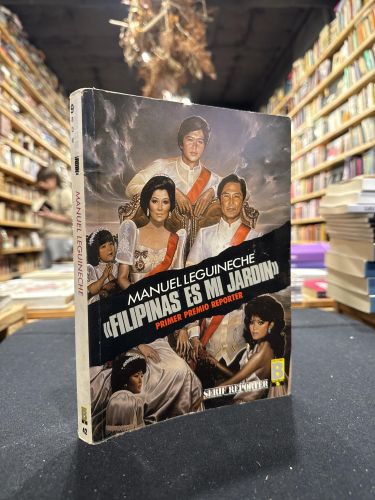 MANUEL LEGUINECHE
«FILIPINAS ES MI JARDIN»
PRIMER PREMIO REPORTER
SERIE REPORTER
B
MANUEL LEGUINECHE